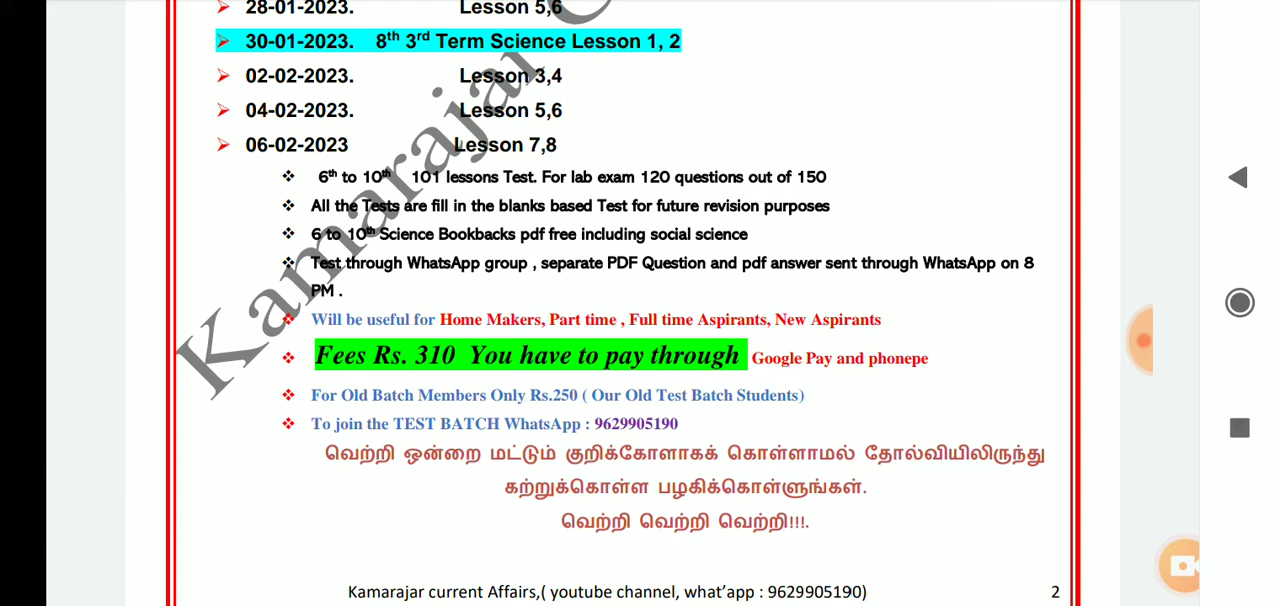 28-01-2023. Lesson 5,6
30-01-2023. 8th 3rd Term Science Lesson 1, 2
02-02-2023. Lesson 3,4
04-02-2023. Lesson 5,6
06-02-2023 Lesson 7,8
6th to 10th 101 lessons Test. For lab exam 120 questions out of 150
All the Tests are fill in the blanks based Test for future revision purposes
6 to 10th Science Bookbacks pdf free including social science
Test through WhatsApp group , separate PDF Question and pdf answer sent through WhatsApp on 8
PM .
Will be useful for Home Makers, Part time , Full time Aspirants, New Aspirants
Fees Rs. 310 You have to pay through Google Pay and phonepe
For Old Batch Members Only Rs.250 ( Our Old Test Batch Students)
To join the TEST BATCH WhatsApp : 9629905190
வெற்றி ஒன்றை மட்டும் குறிக்கோளாகக் கொள்ளாமல் தோல்வியிலிருந்து
கற்றுக்கொள்ள பழகிக்கொள்ளுங்கள்.
வெற்றி வெற்றி வெற்றி!!!.
Kamarajar C
Kamarajar current Affairs,( youtube channel, what'app : 9629905190) 2